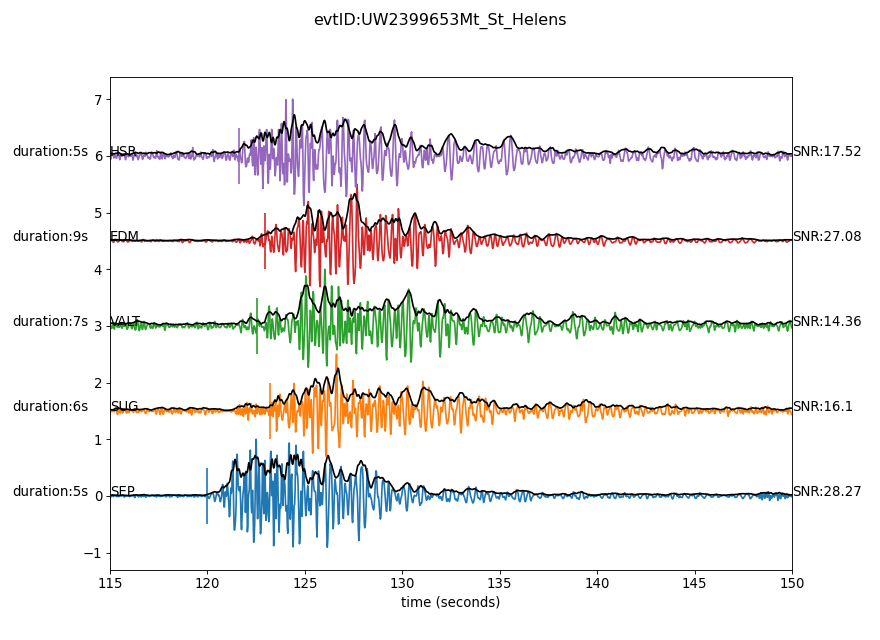 evtID:UW2399653Mt_St_Helens
7
duration:5s HSR SNR:17.52
6
5
duration:9s EDM SNR:27.08
4
duration:7s VALT SNR:14.36
3
2
duration:6s SUG SNR:16.1
1
duration:5s SEP SNR:28.27
0
−1
115 120 125 130 135 140 145 150
time (seconds)